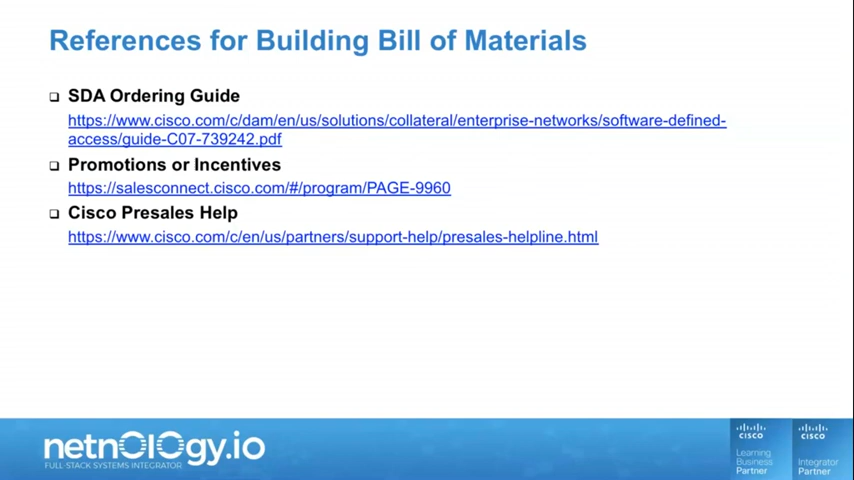 References for Building Bill of Materials
SDA Ordering Guide
https://www.cisco.com/c/dam/en/us/solutions/collateral/enterprise-networks/software-defined-
access/guide-C07-739242.pdf
Promotions or Incentives
https://salesconnect.cisco.com/#/program/PAGE-9960
Cisco Presales Help
https://www.cisco.com/c/en/us/partners/support-help/presales-helpline.html
netnology.io
FULL-STACK SYSTEMS INTEGRATOR
CISCO
Learning
Business
Partner
CISCO
Integrator
Partner